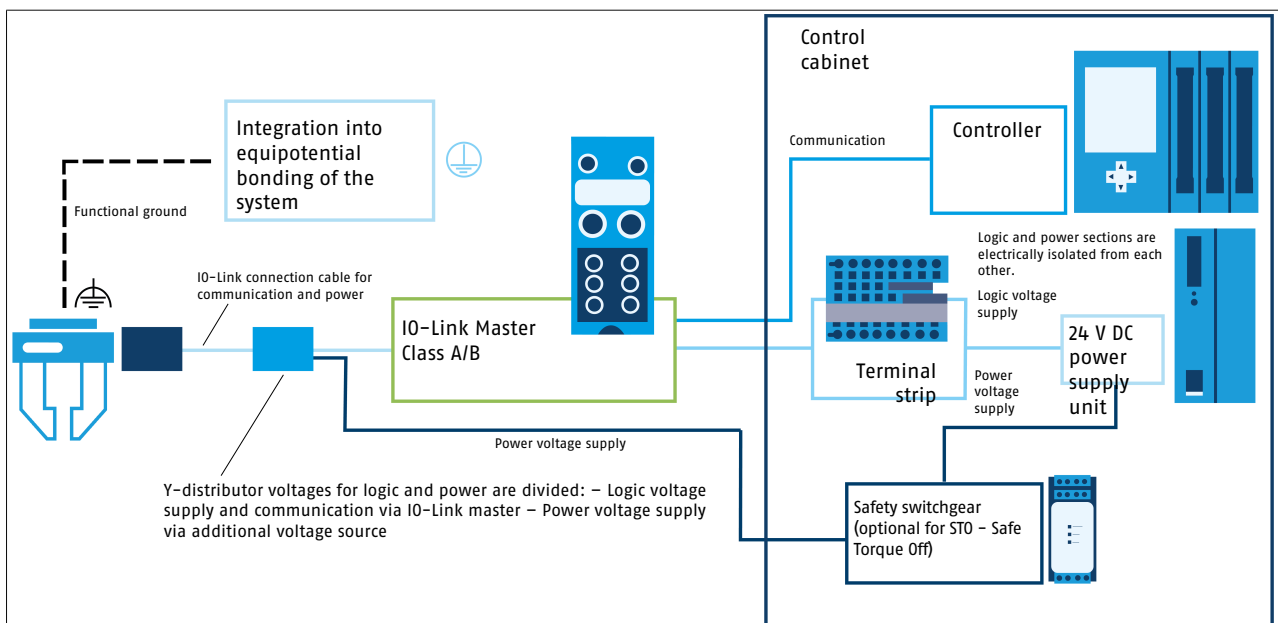 Control
cabinet
Integration into
equipotential
bonding of the
system
Controller
Communication
Functional ground
Logic and power sections are
electrically isolated from each
other.
IO-Link connection cable for
communication and power
Logic voltage
supply
IO-Link Master
Class A/B
24 V DC
power
supply
unit
Terminal
strip
Power
voltage
supply
Power voltage supply
Y-distributor voltages for logic and power are divided: – Logic voltage
supply and communication via IO-Link master – Power voltage supply
via additional voltage source
Safety switchgear
(optional for STO - Safe
Torque Off)